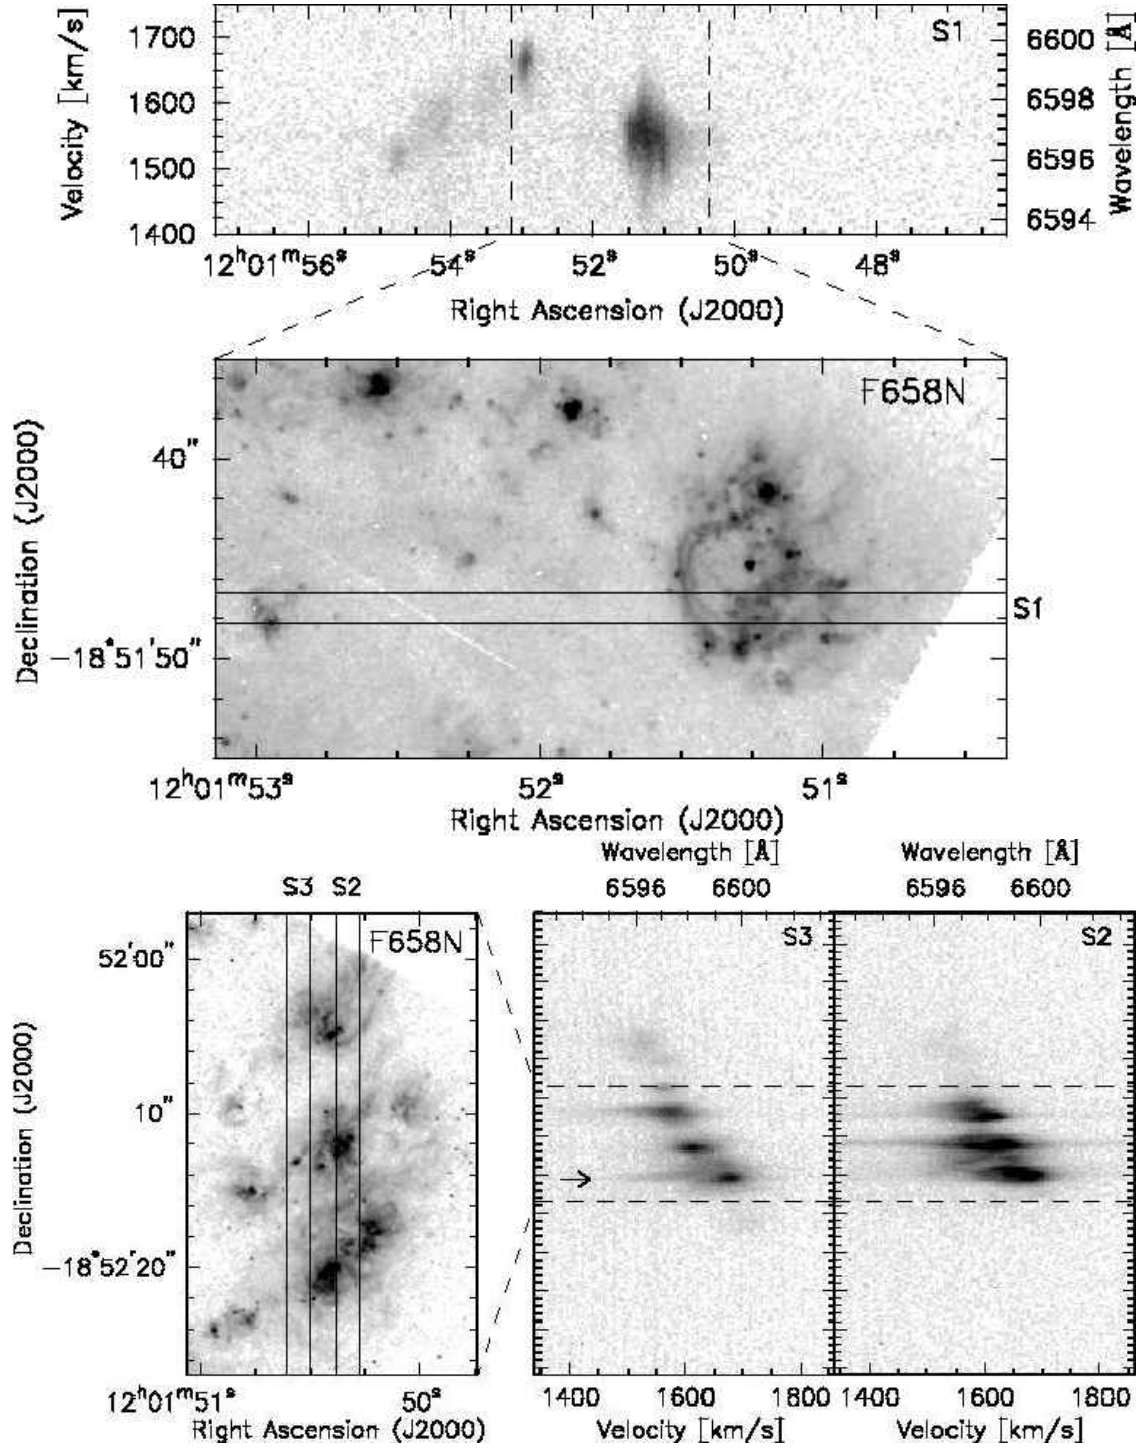 S1
Velocity [km/s]
1700
1600
1500
1400
Wavelength [Å]
6600
6598
6596
6594
12ʰ01ᵐ56ˢ 54ˢ 52ˢ 50ˢ 48ˢ
Right Ascension (J2000)
F658N
Declination (J2000)
40"
-18°51'50"
S1
12ʰ01ᵐ53ˢ 52ˢ 51ˢ
Right Ascension (J2000)
Wavelength [Å] Wavelength [Å]
6596 6600 6596 6600
S3 S2
F658N S3 S2
Declination (J2000)
52'00"
10"
-18°52'20"
12ʰ01ᵐ51ˢ 50ˢ
Right Ascension (J2000)
1400 1600 1800 1400 1600 1800
Velocity [km/s] Velocity [km/s]